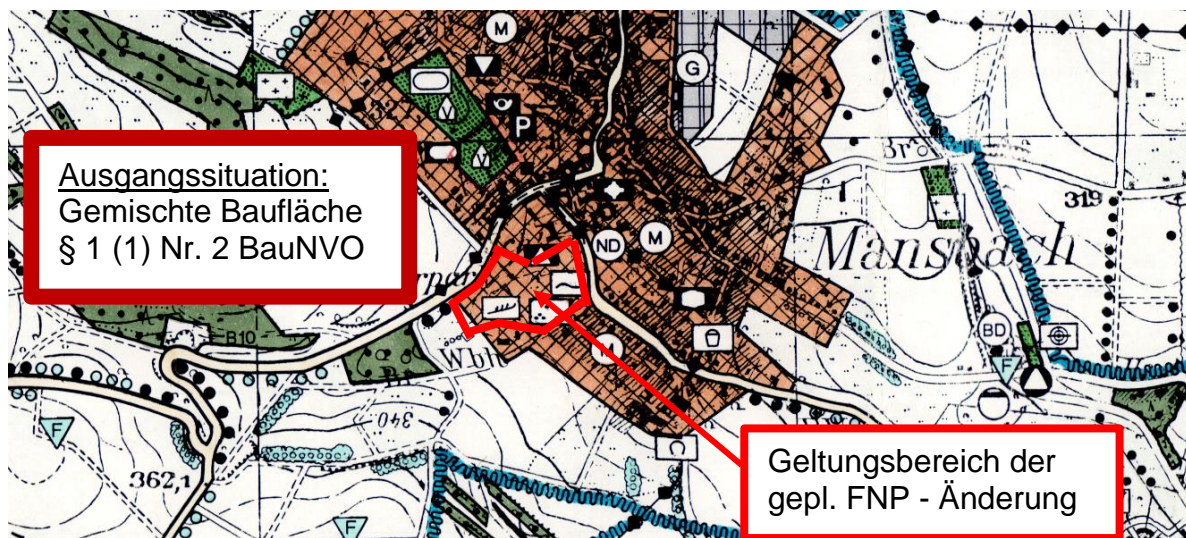 M
G
P
Ausgangssituation:
Gemischte Baufläche
§ 1 (1) Nr. 2 BauNVO
319
Mansbach
ND
M
BD
B10
Wbh
M
F
340
F
C
362,1
F
Geltungsbereich der
gepl. FNP - Änderung